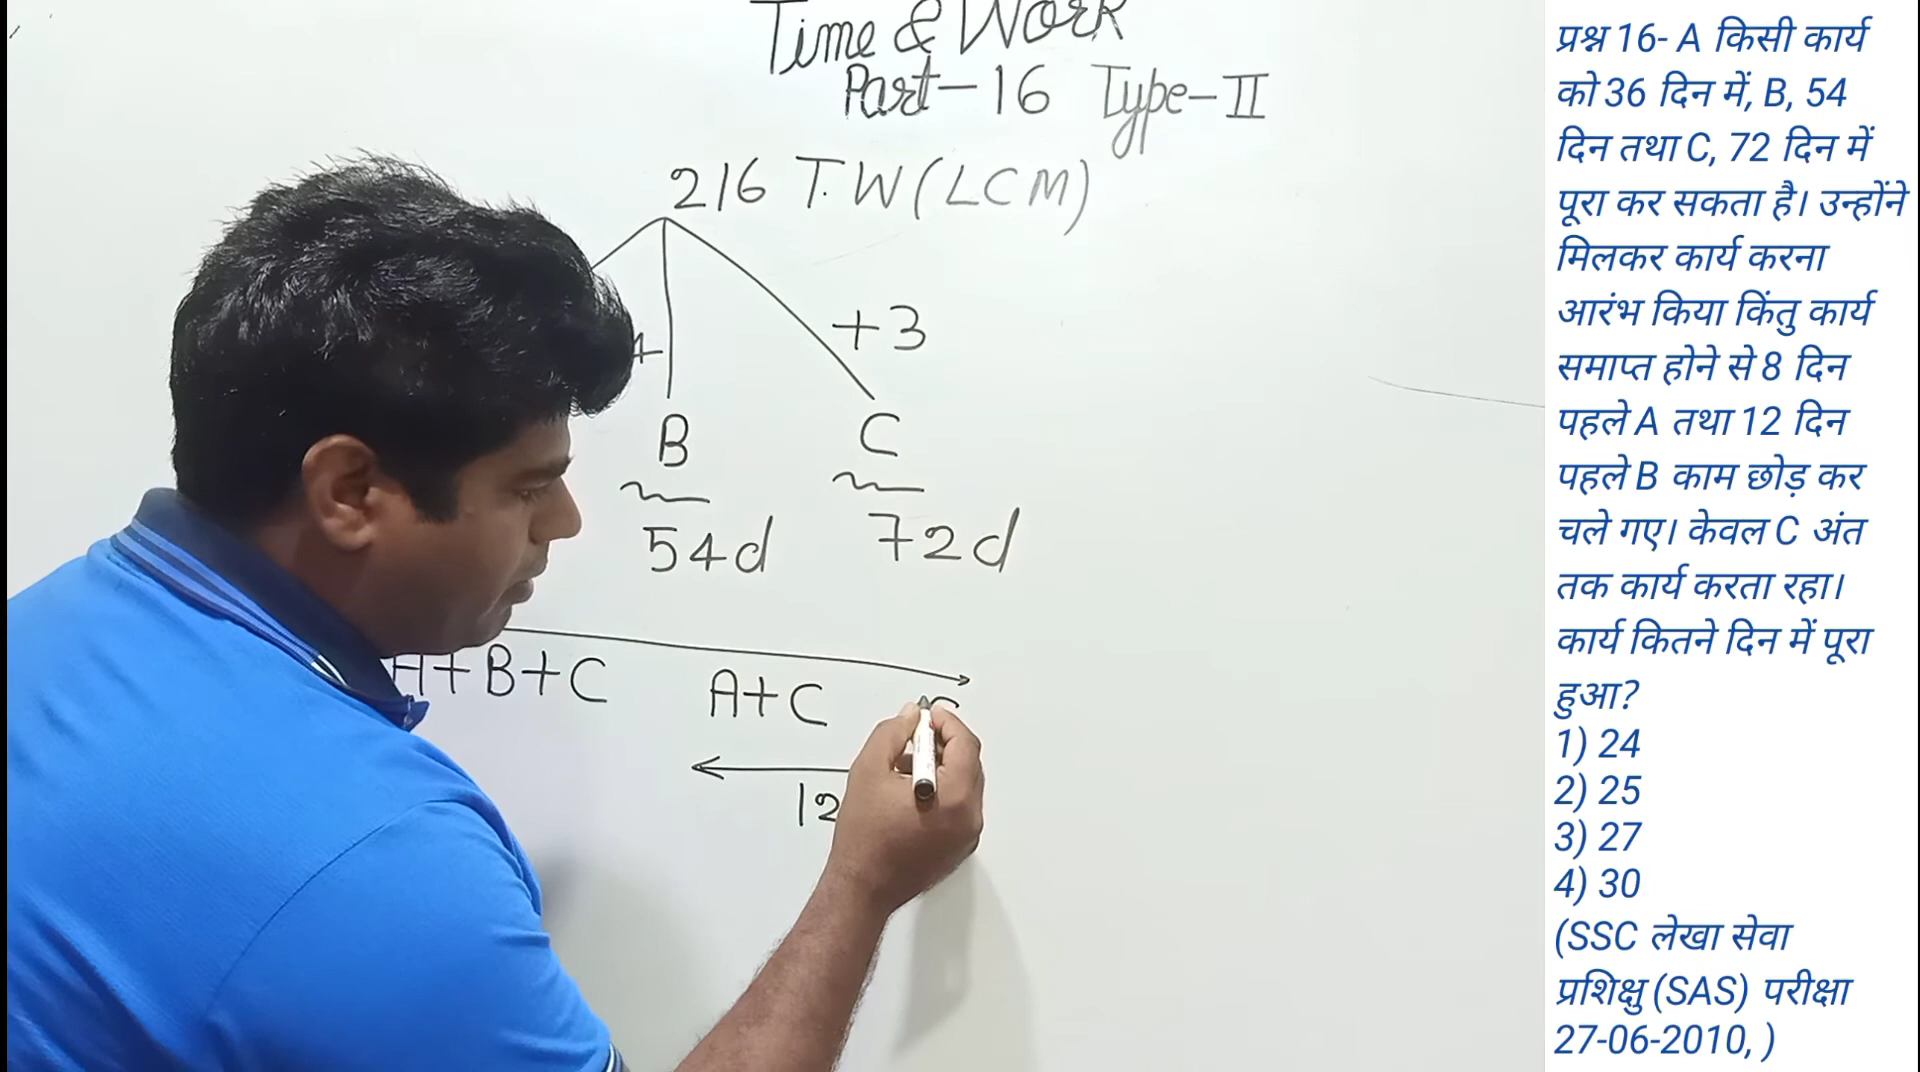 Time & Work
Part-16 Type-II
216 T.W(LCM)
+3
B
C
54d
72d
A+B+C
A+C
C
12
प्रश्न 16- A किसी कार्य
को 36 दिन में, B, 54
दिन तथा C, 72 दिन में
पूरा कर सकता है। उन्होंने
मिलकर कार्य करना
आरंभ किया किंतु कार्य
समाप्त होने से 8 दिन
पहले A तथा 12 दिन
पहले B काम छोड़ कर
चले गए। केवल C अंत
तक कार्य करता रहा।
कार्य कितने दिन में पूरा
हुआ?
1) 24
2) 25
3) 27
4) 30
(SSC लेखा सेवा
प्रशिक्षु (SAS) परीक्षा
27-06-2010, )